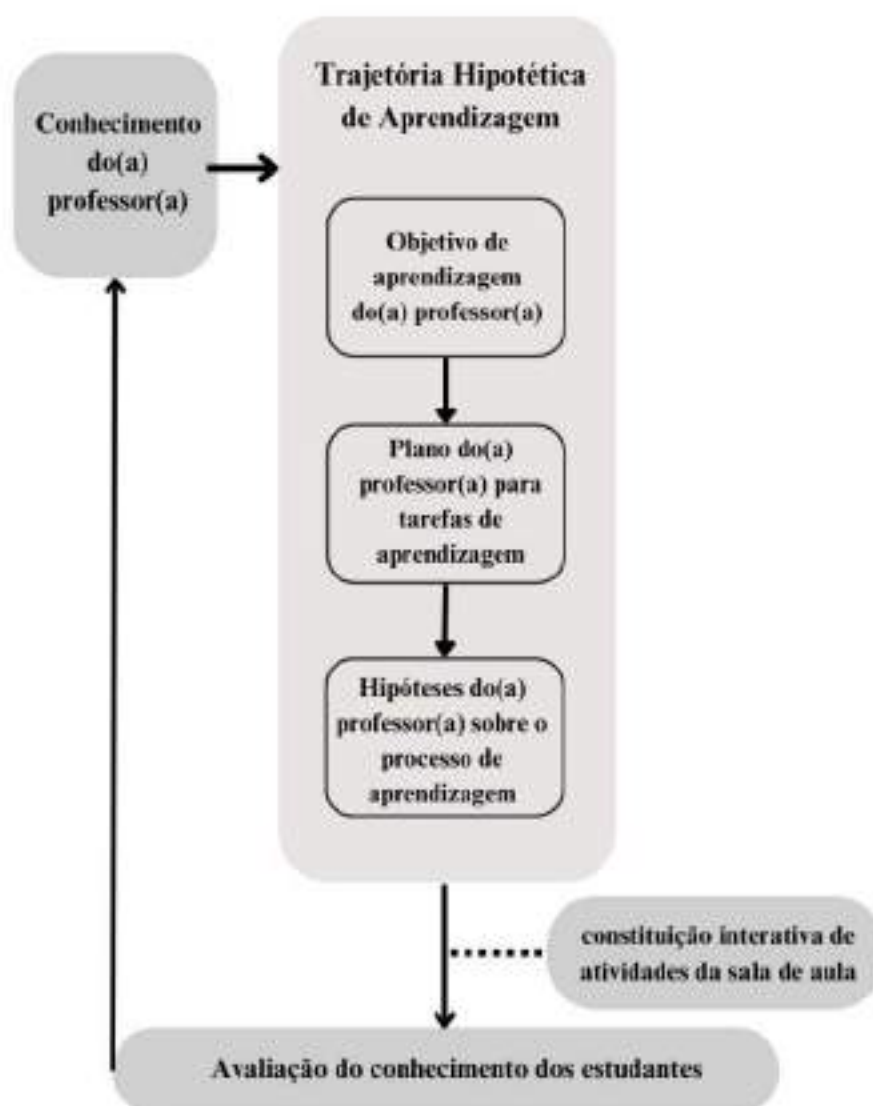 Trajetória Hipotética
de Aprendizagem
Conhecimento
do(a)
professor(a)
Objetivo de
aprendizagem
do(a) professor(a)
Plano do(a)
professor(a) para
tarefas de
aprendizagem
Hipóteses do(a)
professor(a) sobre o
processo de
aprendizagem
constituição interativa de
atividades da sala de aula
Avaliação do conhecimento dos estudantes